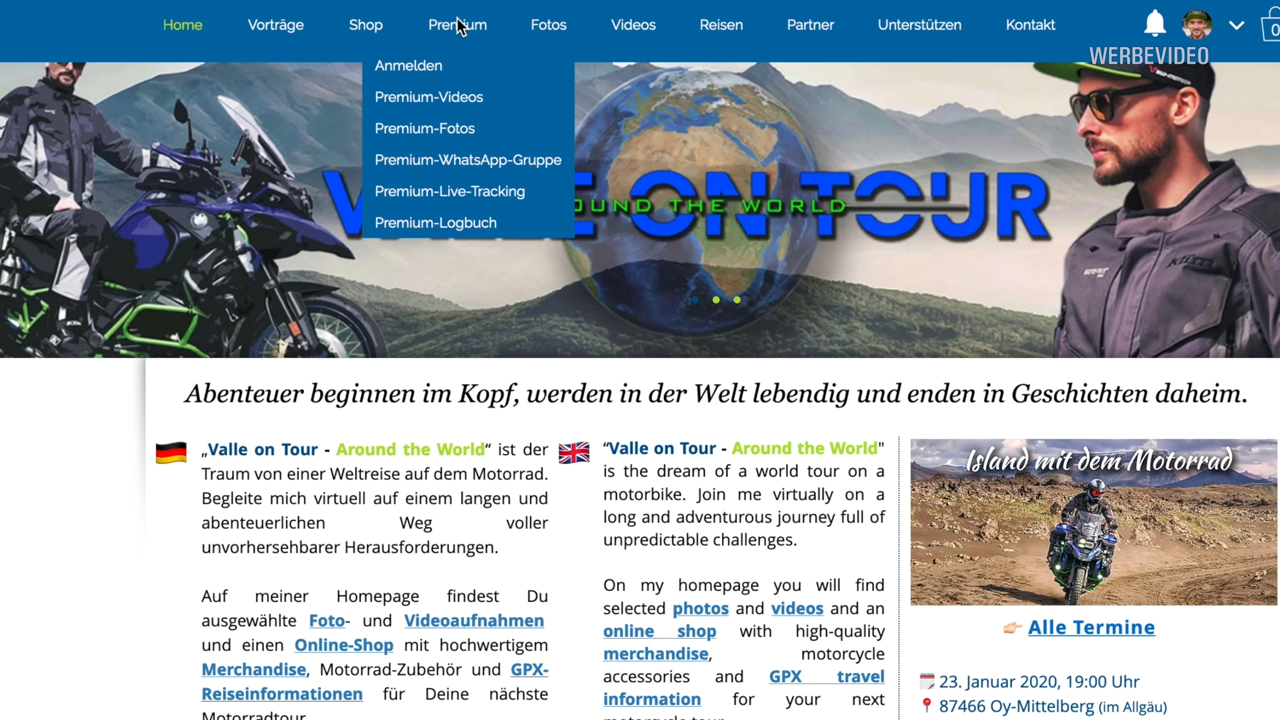 Home Vorträge Shop Premium Fotos Videos Reisen Partner Unterstützen Kontakt
0
WERBEVIDEO
Anmelden
Premium-Videos
Premium-Fotos
Premium-WhatsApp-Gruppe
Premium-Live-Tracking
Premium-Logbuch
ON TOUR
OUND THE WORLD
Abenteuer beginnen im Kopf, werden in der Welt lebendig und enden in Geschichten daheim.
„Valle on Tour - Around the World“ ist der
Traum von einer Weltreise auf dem Motorrad.
Begleite mich virtuell auf einem langen und
abenteuerlichen Weg voller
unvorhersehbarer Herausforderungen.
Auf meiner Homepage findest Du
ausgewählte Foto- und Videoaufnahmen
und einen Online-Shop mit hochwertigem
Merchandise, Motorrad-Zubehör und GPX-
Reiseinformationen für Deine nächste
Motorradtour.
“Valle on Tour - Around the World"
is the dream of a world tour on a
motorbike. Join me virtually on a
long and adventurous journey full of
unpredictable challenges.
On my homepage you will find
selected photos and videos and an
online shop with high-quality
merchandise, motorcycle
accessories and GPX travel
information for your next
motorcycle tour.
Island mit dem Motorrad
Alle Termine
23. Januar 2020, 19:00 Uhr
87466 Oy-Mittelberg (im Allgäu)